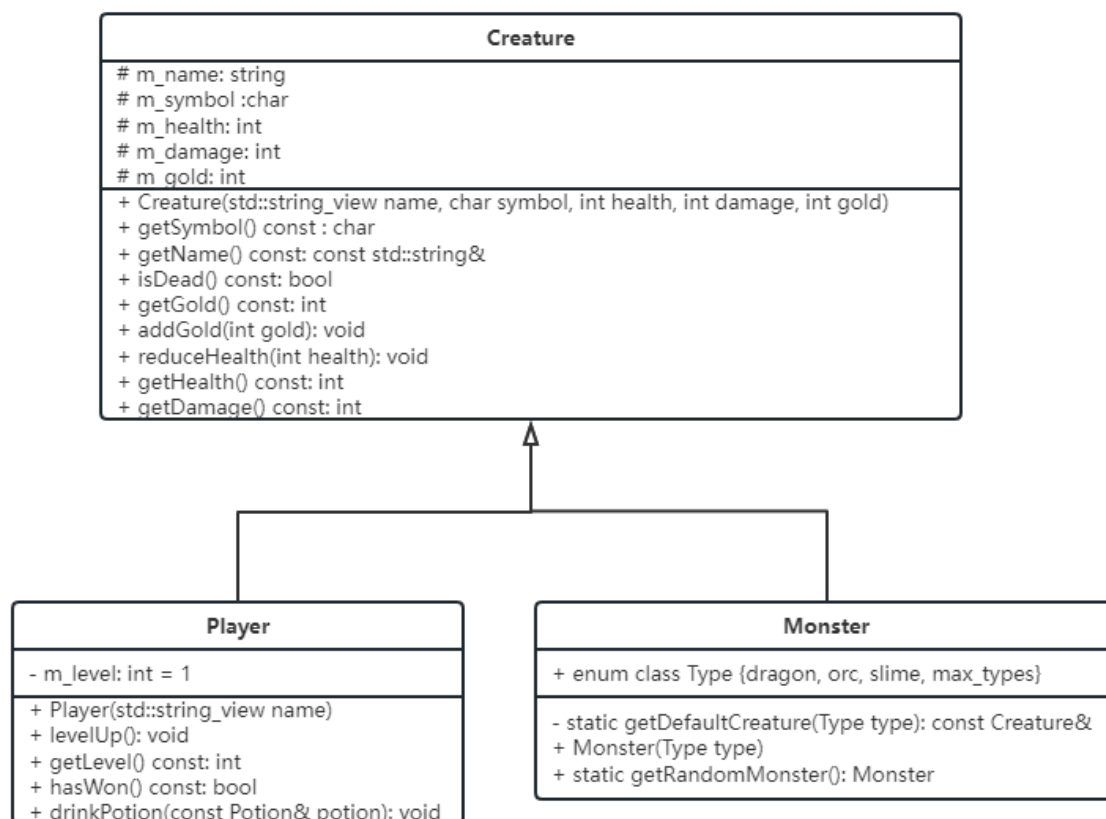 Creature
# m_name: string
# m_symbol :char
# m_health: int
# m_damage: int
# m_gold: int
+ Creature(std::string_view name, char symbol, int health, int damage, int gold)
+ getSymbol() const : char
+ getName() const: const std::string&
+ isDead() const: bool
+ getGold() const: int
+ addGold(int gold): void
+ reduceHealth(int health): void
+ getHealth() const: int
+ getDamage() const: int
Player
- m_level: int = 1
+ Player(std::string_view name)
+ levelUp(): void
+ getLevel() const: int
+ hasWon() const: bool
+ drinkPotion(const Potion& potion): void
Monster
+ enum class Type {dragon, orc, slime, max_types}
- static getDefaultCreature(Type type): const Creature&
+ Monster(Type type)
+ static getRandomMonster(): Monster